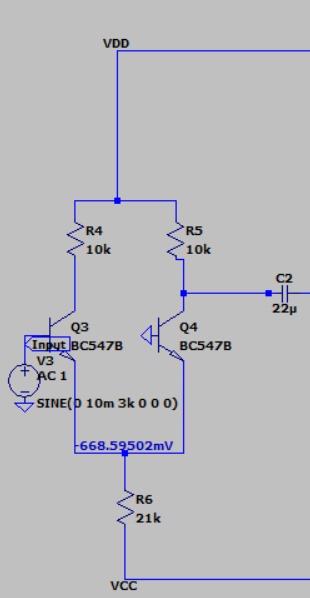 VDD
R4
10k
R5
10k
C2
22µ
Q3
BC547B
Q4
BC547B
Input
V3
AC 1
SINE(0 10m 3k 0 0 0)
-668.59502mV
R6
21k
VCC